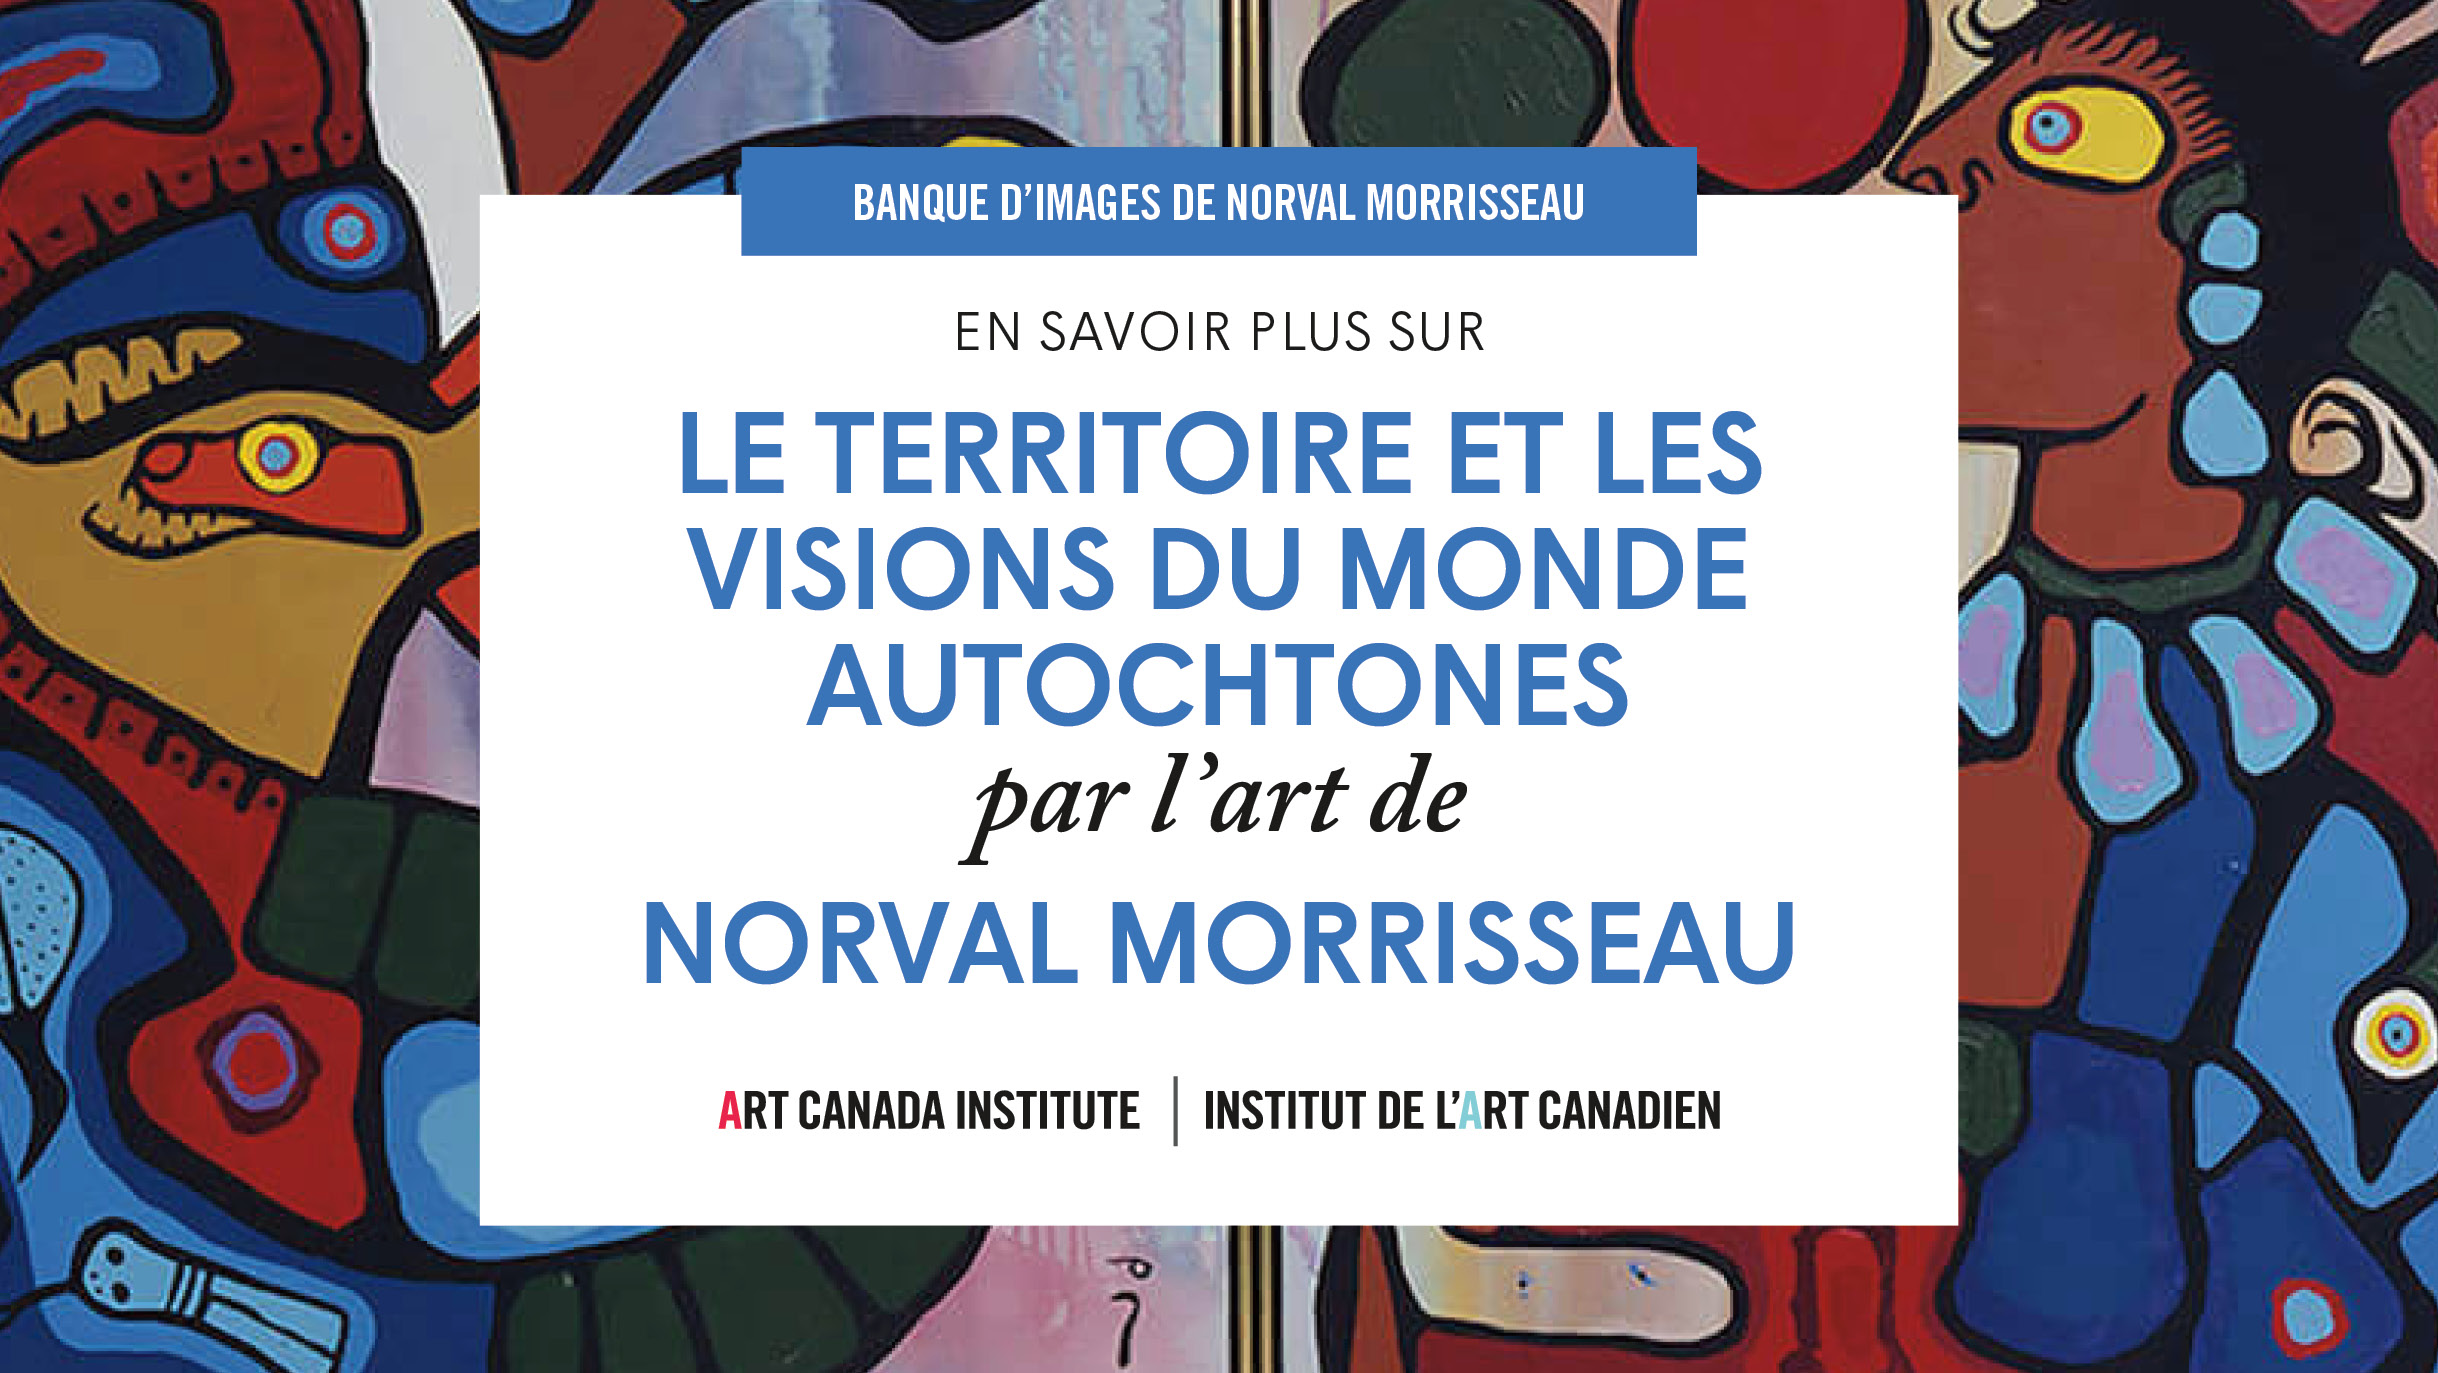 BANQUE D’IMAGES DE NORVAL MORRISSEAU
EN SAVOIR PLUS SUR
LE TERRITOIRE ET LES
VISIONS DU MONDE
AUTOCHTONES
par l’art de
NORVAL MORRISSEAU
ART CANADA INSTITUTE | INSTITUT DE L’ART CANADIEN